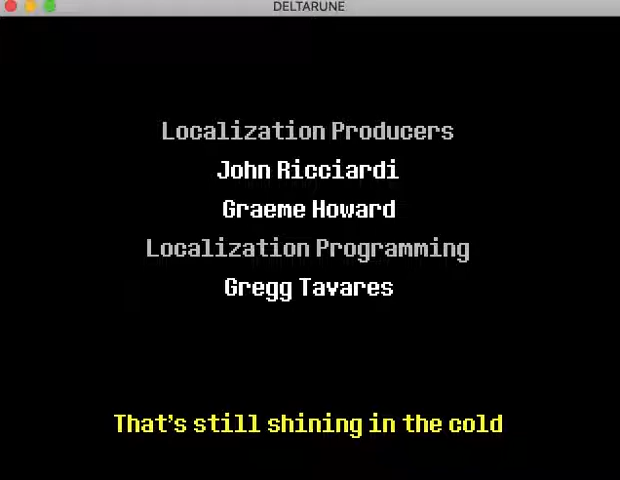 DELTARUNE
Localization Producers
John Ricciardi
Graeme Howard
Localization Programming
Gregg Tavares
That's still shining in the cold